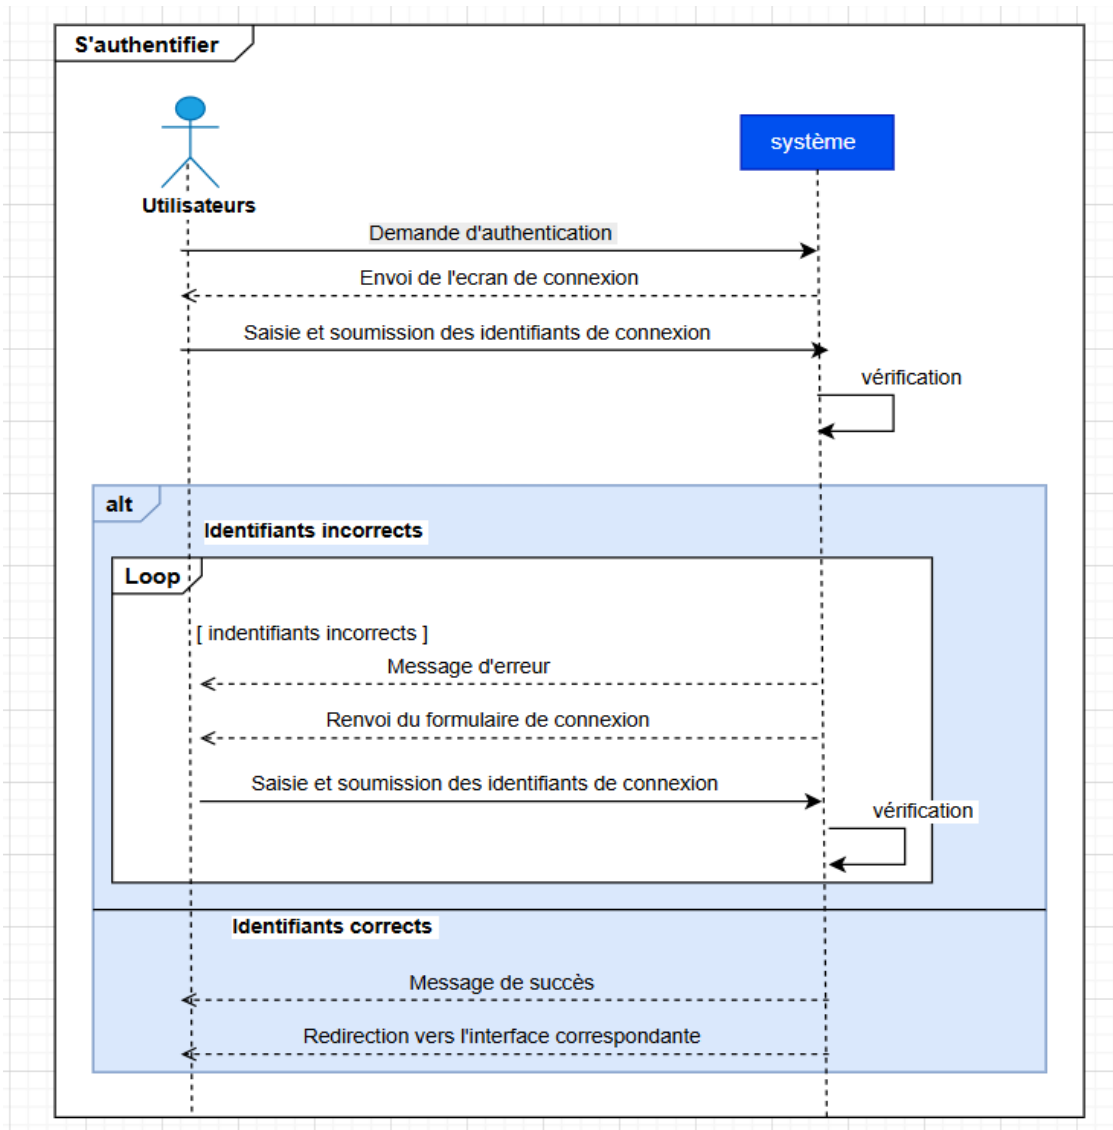 S'authentifier
système
Utilisateurs
Demande d'authentication
Envoi de l'ecran de connexion
Saisie et soumission des identifiants de connexion
vérification
alt
Identifiants incorrects
Loop
[ indentifiants incorrects ]
Message d'erreur
Renvoi du formulaire de connexion
Saisie et soumission des identifiants de connexion
vérification
Identifiants corrects
Message de succès
Redirection vers l'interface correspondante